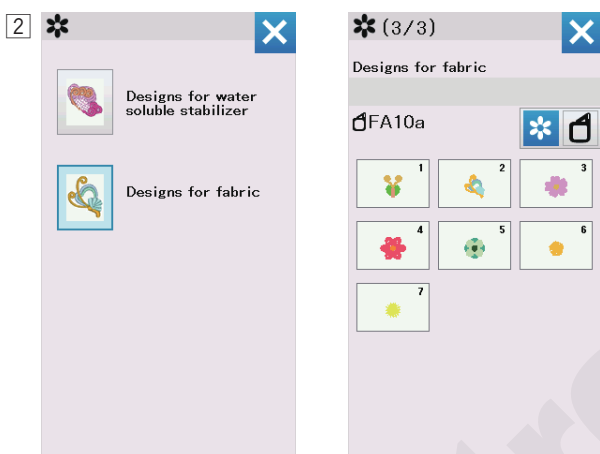 2
Designs for water
soluble stabilizer
Designs for fabric
(3/3)
Designs for fabric
FA10a
1 2 3
4 5 6
7